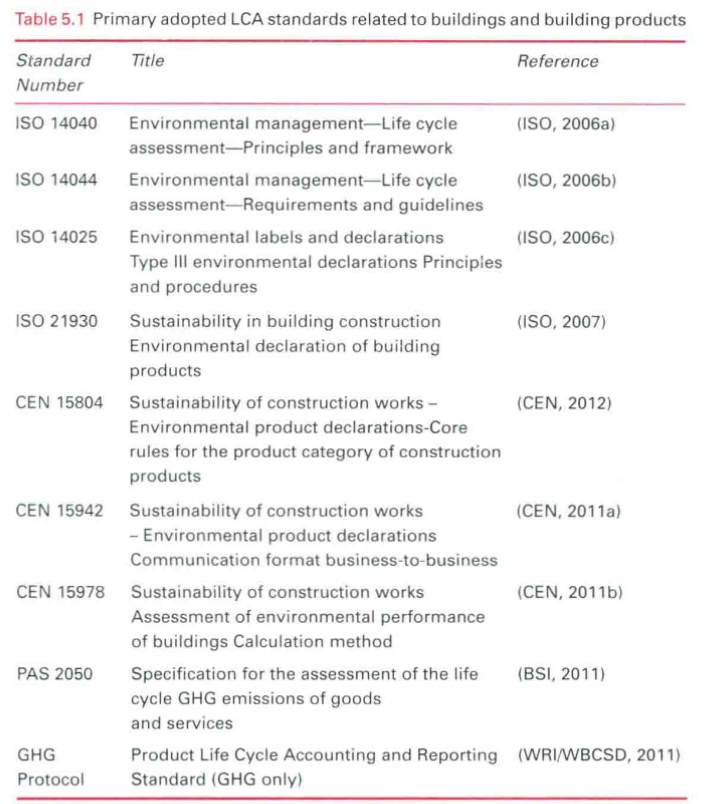 Table 5.1 Primary adopted LCA standards related to buildings and building products
Standard Number Title Reference
ISO 14040 Environmental management—Life cycle (ISO, 2006a)
assessment—Principles and framework
ISO 14044 Environmental management—Life cycle (ISO, 2006b)
assessment—Requirements and guidelines
ISO 14025 Environmental labels and declarations (ISO, 2006c)
Type III environmental declarations Principles
and procedures
ISO 21930 Sustainability in building construction (ISO, 2007)
Environmental declaration of building
products
CEN 15804 Sustainability of construction works – (CEN, 2012)
Environmental product declarations-Core
rules for the product category of construction
products
CEN 15942 Sustainability of construction works (CEN, 2011a)
– Environmental product declarations
Communication format business-to-business
CEN 15978 Sustainability of construction works (CEN, 2011b)
Assessment of environmental performance
of buildings Calculation method
PAS 2050 Specification for the assessment of the life (BSI, 2011)
cycle GHG emissions of goods
and services
GHG Product Life Cycle Accounting and Reporting (WRI/WBCSD, 2011)
Protocol Standard (GHG only)